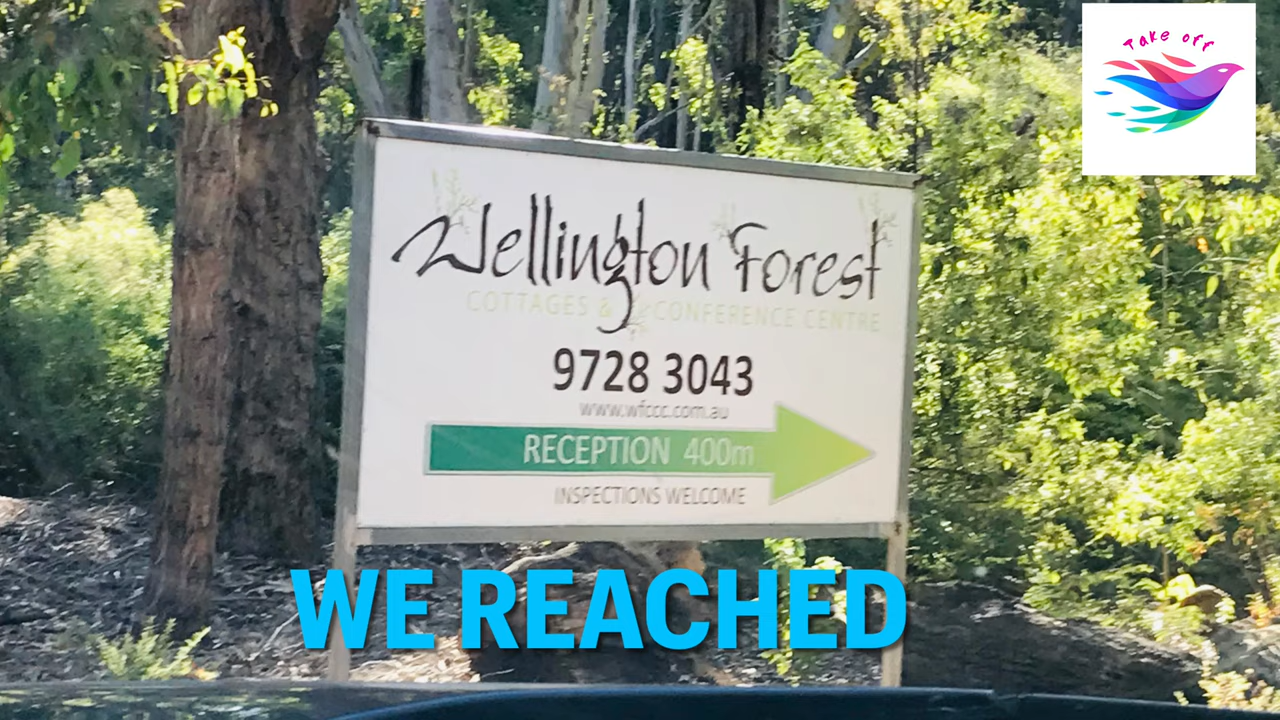 Take off
Wellington Forest
COTTAGES & CONFERENCE CENTRE
9728 3043
www.wfccc.com.au
RECEPTION 400m
INSPECTIONS WELCOME
WE REACHED